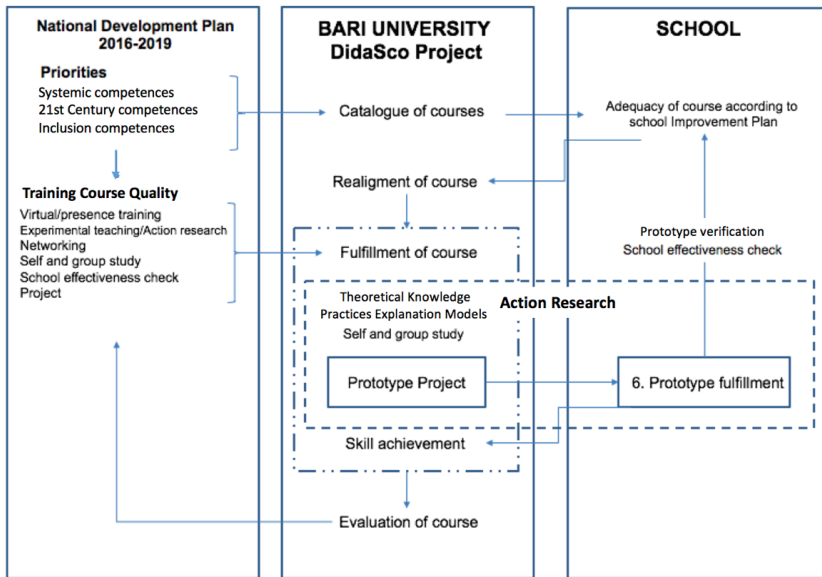 National Development Plan
2016-2019
Priorities
Systemic competences
21st Century competences
Inclusion competences
Training Course Quality
Virtual/presence training
Experimental teaching/Action research
Networking
Self and group study
School effectiveness check
Project
BARI UNIVERSITY
DidaSco Project
Catalogue of courses
Realigment of course
Fulfillment of course
Theoretical Knowledge
Practices Explanation Models
Self and group study
Prototype Project
Skill achievement
Evaluation of course
Action Research
SCHOOL
Adequacy of course according to
school Improvement Plan
Prototype verification
School effectiveness check
6. Prototype fulfillment